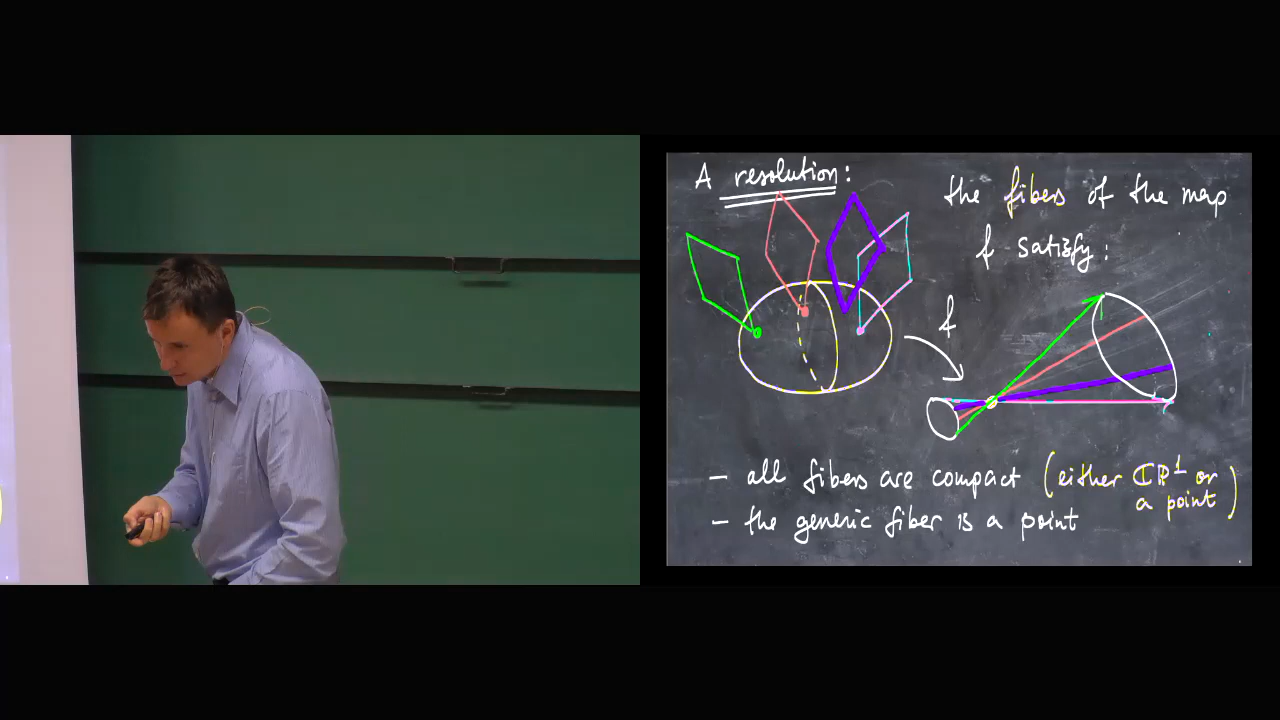 A resolution:
the fibers of the map
f satisfy:
f
- all fibers are compact (either ℂP¹ or a point)
- the generic fiber is a point